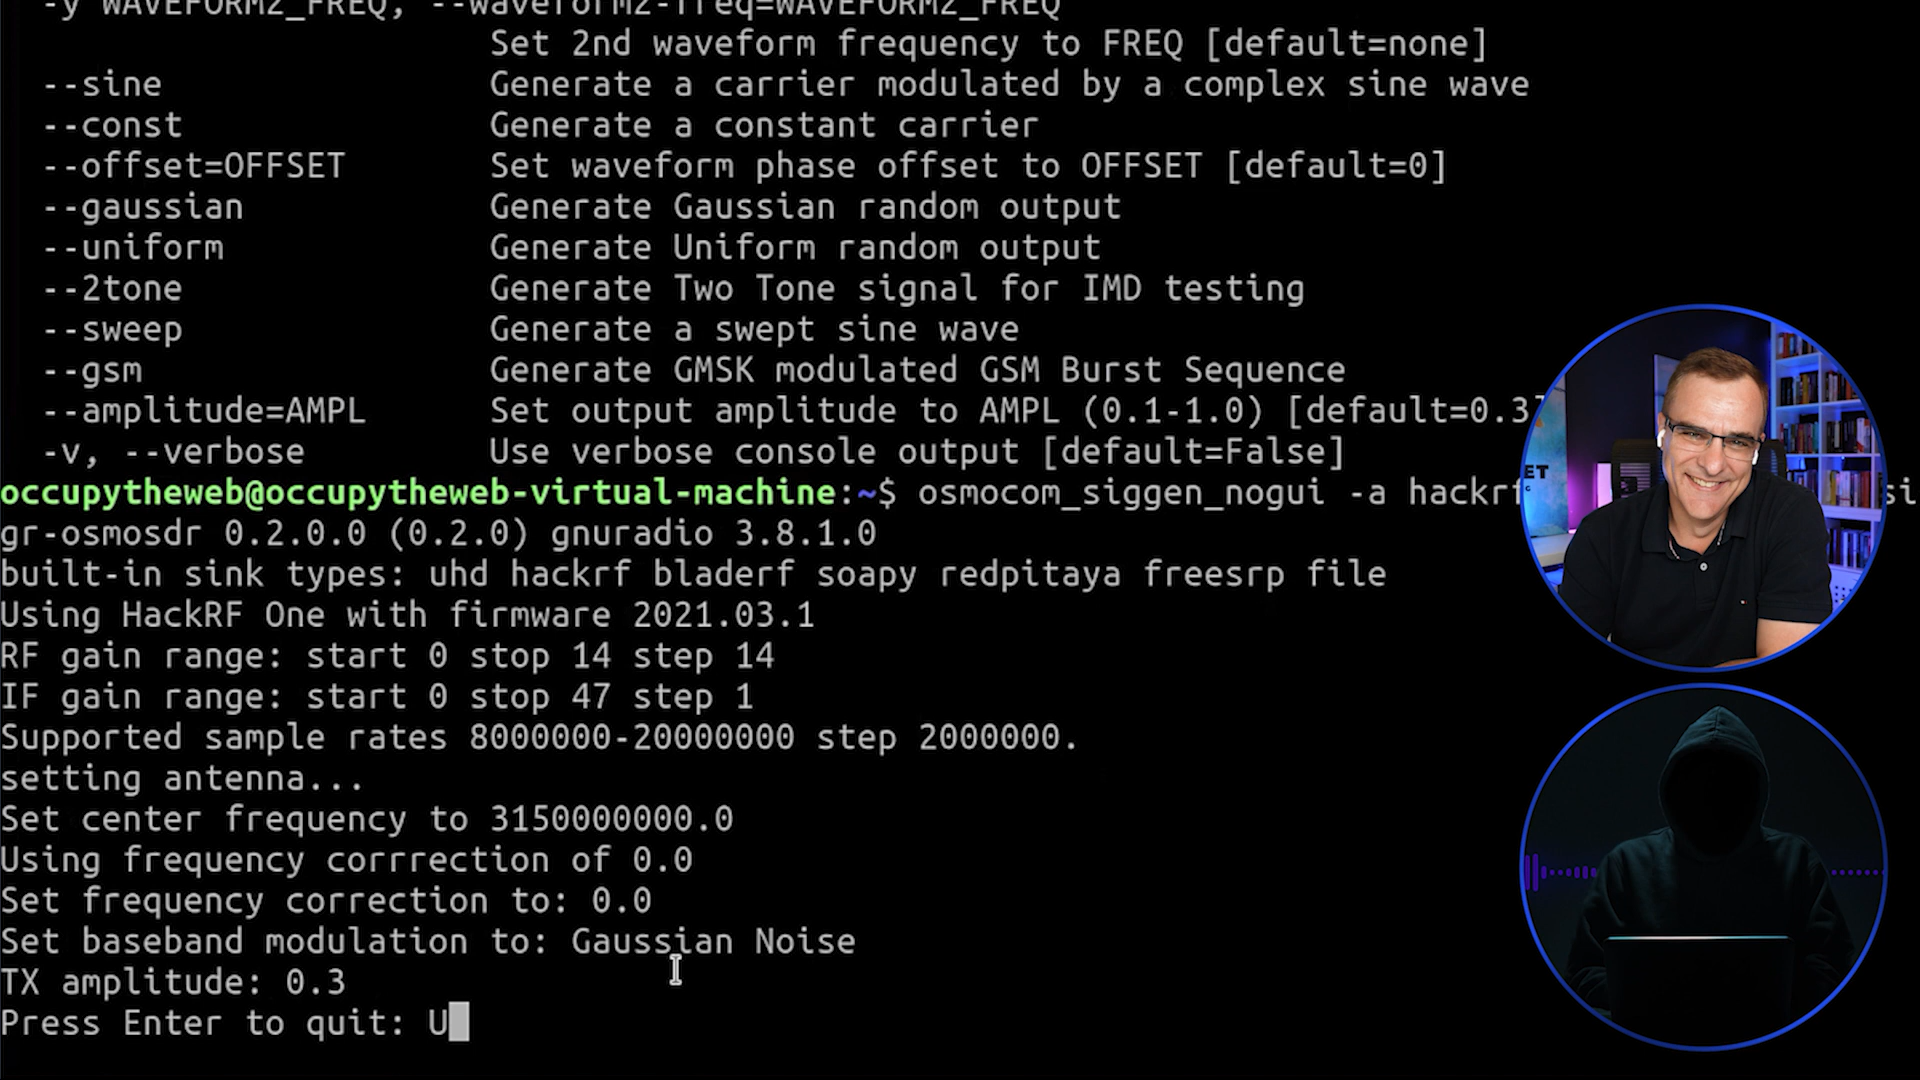 -y WAVEFORM2_FREQ, --waveform2-freq=WAVEFORM2_FREQ
Set 2nd waveform frequency to FREQ [default=none]
--sine Generate a carrier modulated by a complex sine wave
--const Generate a constant carrier
--offset=OFFSET Set waveform phase offset to OFFSET [default=0]
--gaussian Generate Gaussian random output
--uniform Generate Uniform random output
--2tone Generate Two Tone signal for IMD testing
--sweep Generate a swept sine wave
--gsm Generate GMSK modulated GSM Burst Sequence
--amplitude=AMPL Set output amplitude to AMPL (0.1-1.0) [default=0.3]
-v, --verbose Use verbose console output [default=False]
occupytheweb@occupytheweb-virtual-machine:~$ osmocom_siggen_nogui -a hackrf si
gr-osmosdr 0.2.0.0 (0.2.0) gnuradio 3.8.1.0
built-in sink types: uhd hackrf bladerf soapy redpitaya freesrp file
Using HackRF One with firmware 2021.03.1
RF gain range: start 0 stop 14 step 14
IF gain range: start 0 stop 47 step 1
Supported sample rates 8000000-20000000 step 2000000.
setting antenna...
Set center frequency to 3150000000.0
Using frequency corrrection of 0.0
Set frequency correction to: 0.0
Set baseband modulation to: Gaussian Noise
TX amplitude: 0.3
Press Enter to quit: U